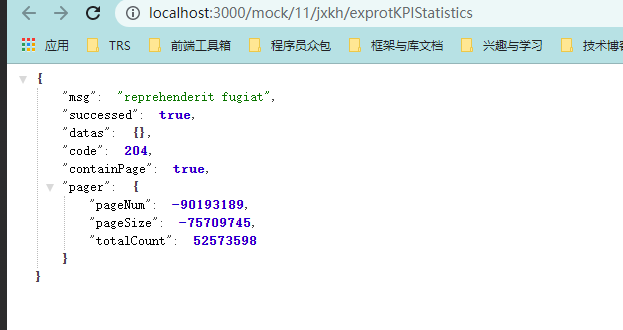 localhost:3000/mock/11/jxkh/exprotKPIStatistics
应用 TRS 前端工具箱 程序员众包 框架与库文档 兴趣与学习 技术博客
{
"msg": "reprehenderit fugiat",
"successed": true,
"datas": {},
"code": 204,
"containPage": true,
"pager": {
"pageNum": -90193189,
"pageSize": -75709745,
"totalCount": 52573598
}
}